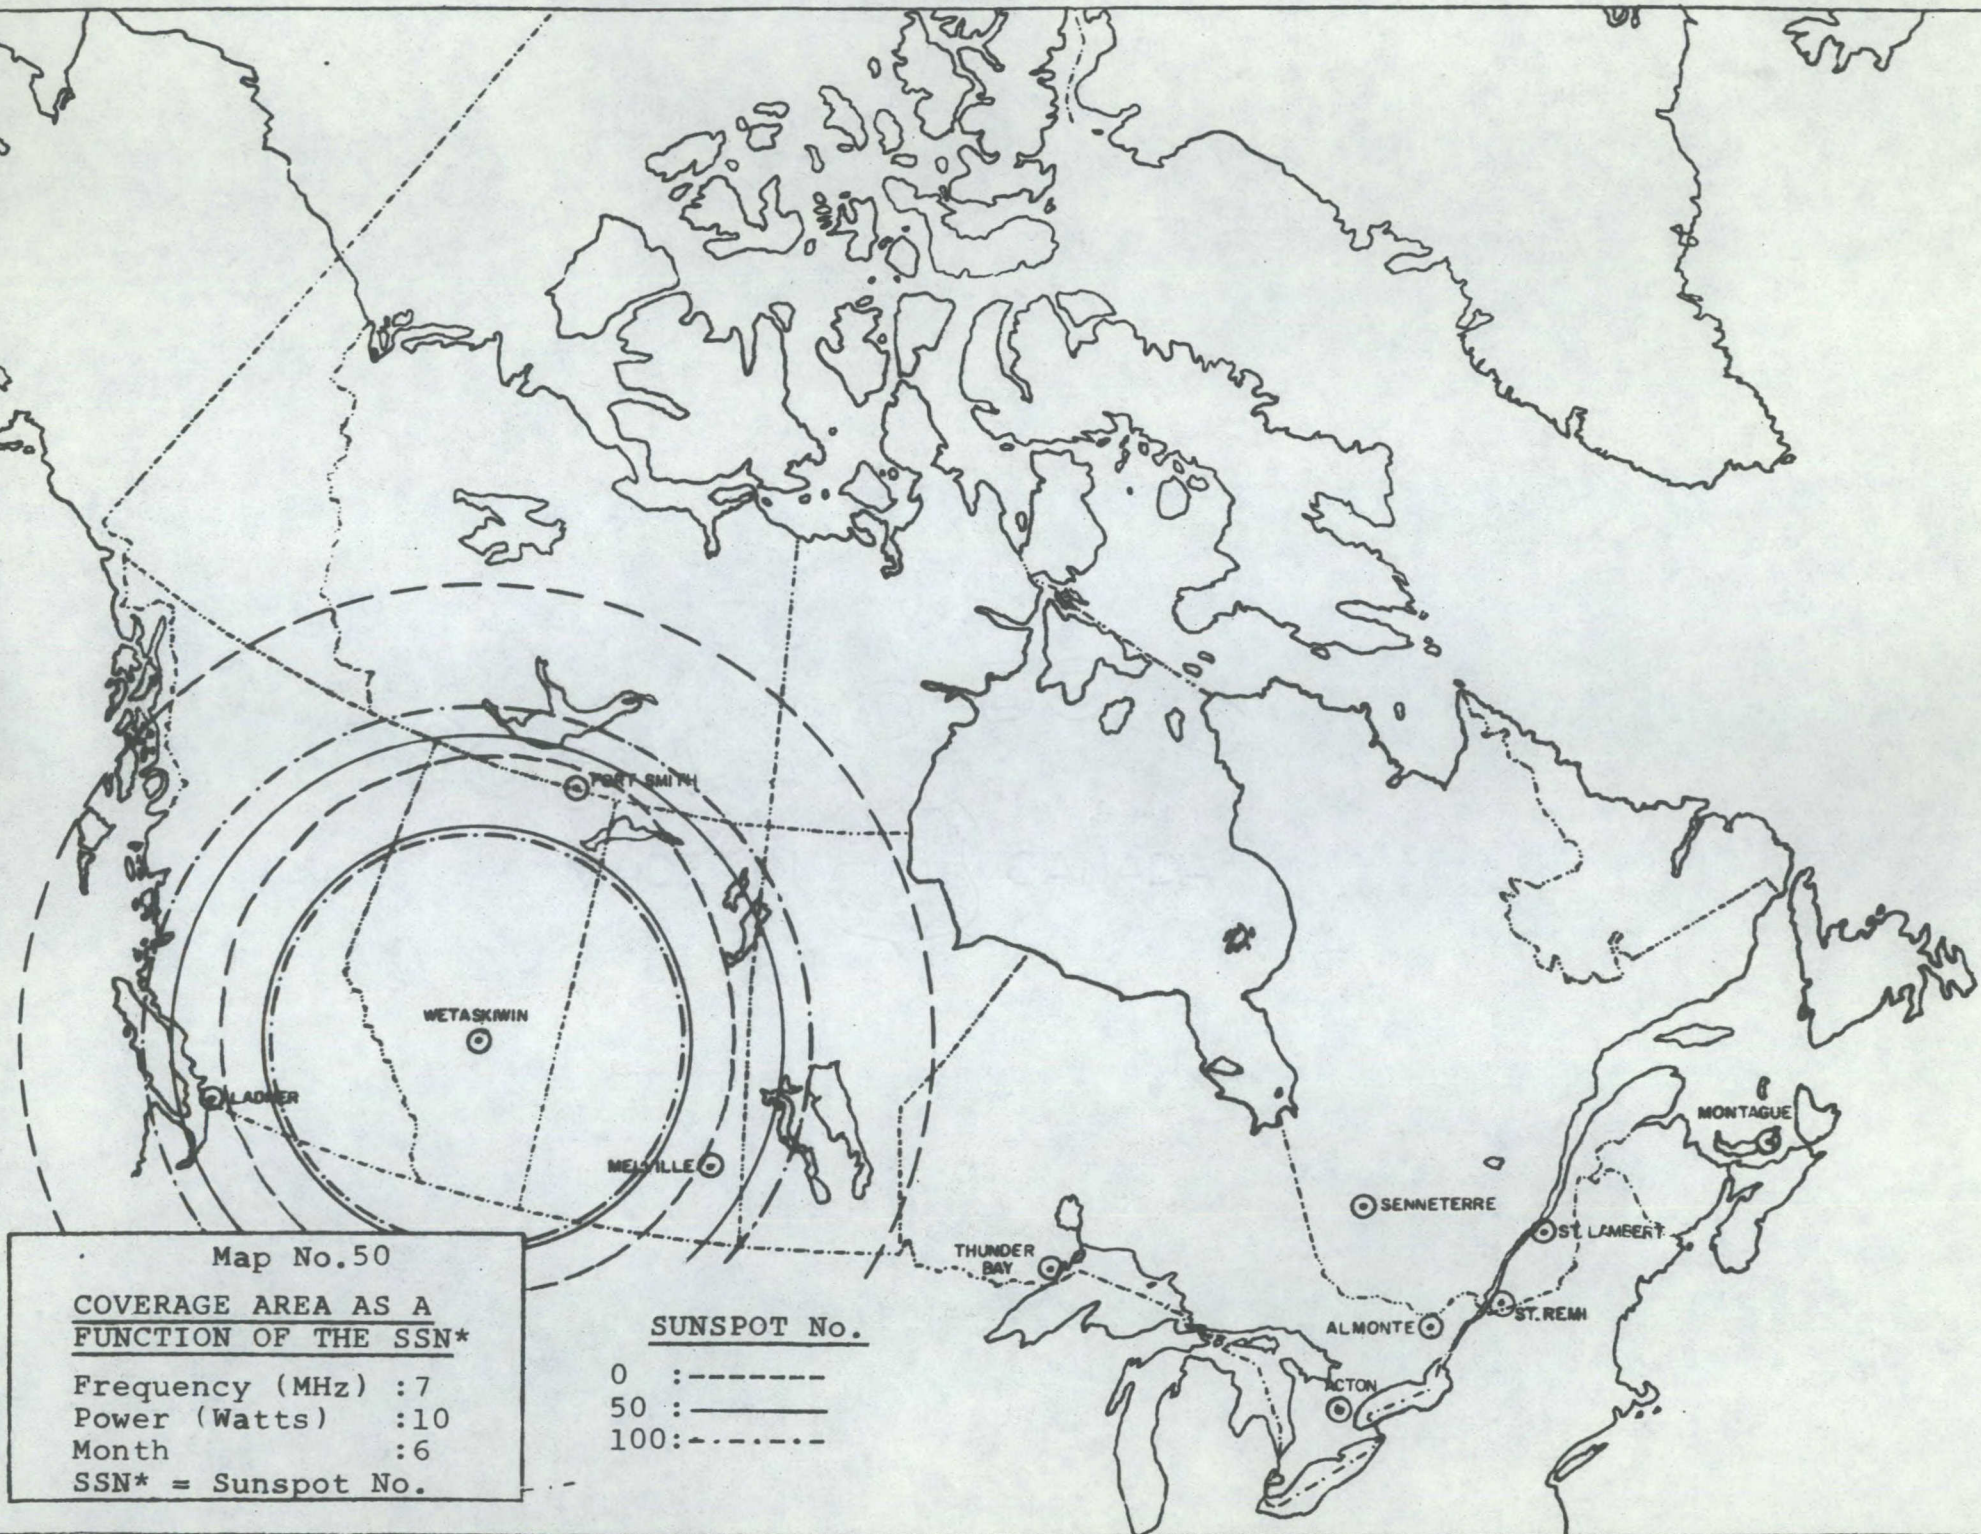 FORT SMITH
WETASKIWIN
LADNER
MELVILLE
MONTAGUE
SENNETERRE
ST. LAMBERT
THUNDER
BAY
ST. REMI
ALMONTE
ACTON
Map No.50
COVERAGE AREA AS A
FUNCTION OF THE SSN*
Frequency (MHz) :7
Power (Watts) :10
Month :6
SSN* = Sunspot No.
SUNSPOT No.
0 :
50 :
100: